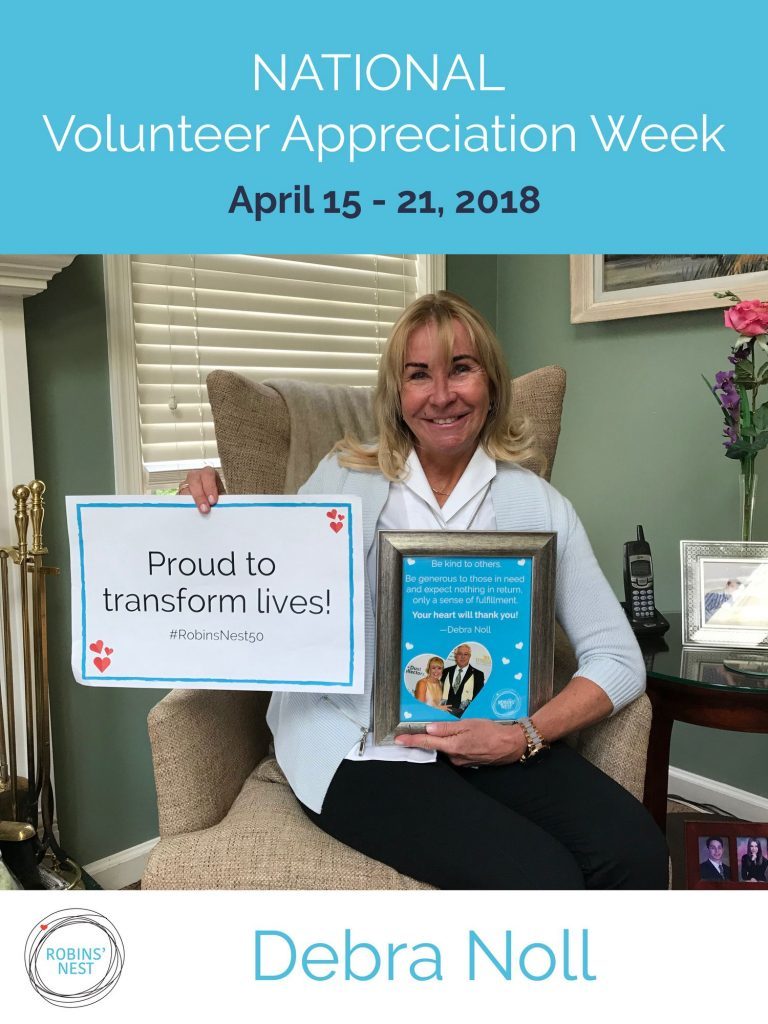 NATIONAL
Volunteer Appreciation Week
April 15 - 21, 2018
Proud to
transform lives!
#RobinsNest50
Be kind to others.
Be generous to those in need
and expect nothing in return,
only a sense of fulfillment.
Your heart will thank you!
—Debra Noll
ROBINS'
NEST
ROBINS'
NEST
Debra Noll